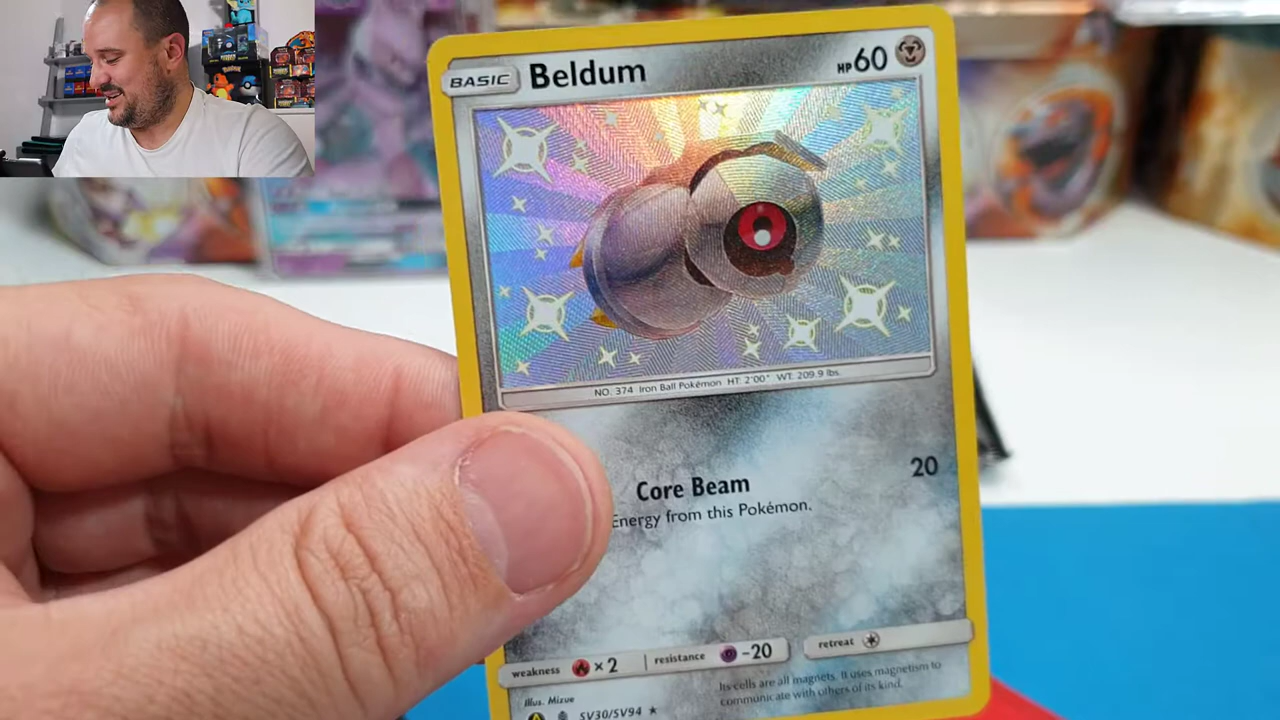 BASIC Beldum HP 60
NO. 374 Iron Ball Pokémon HT: 2'00" WT: 209.9 lbs.
Core Beam 20
Energy from this Pokémon.
weakness ×2 resistance -20 retreat
Its cells are all magnets. It uses magnetism to
communicate with others of its kind.
Illus. Mizue
SV30/SV94